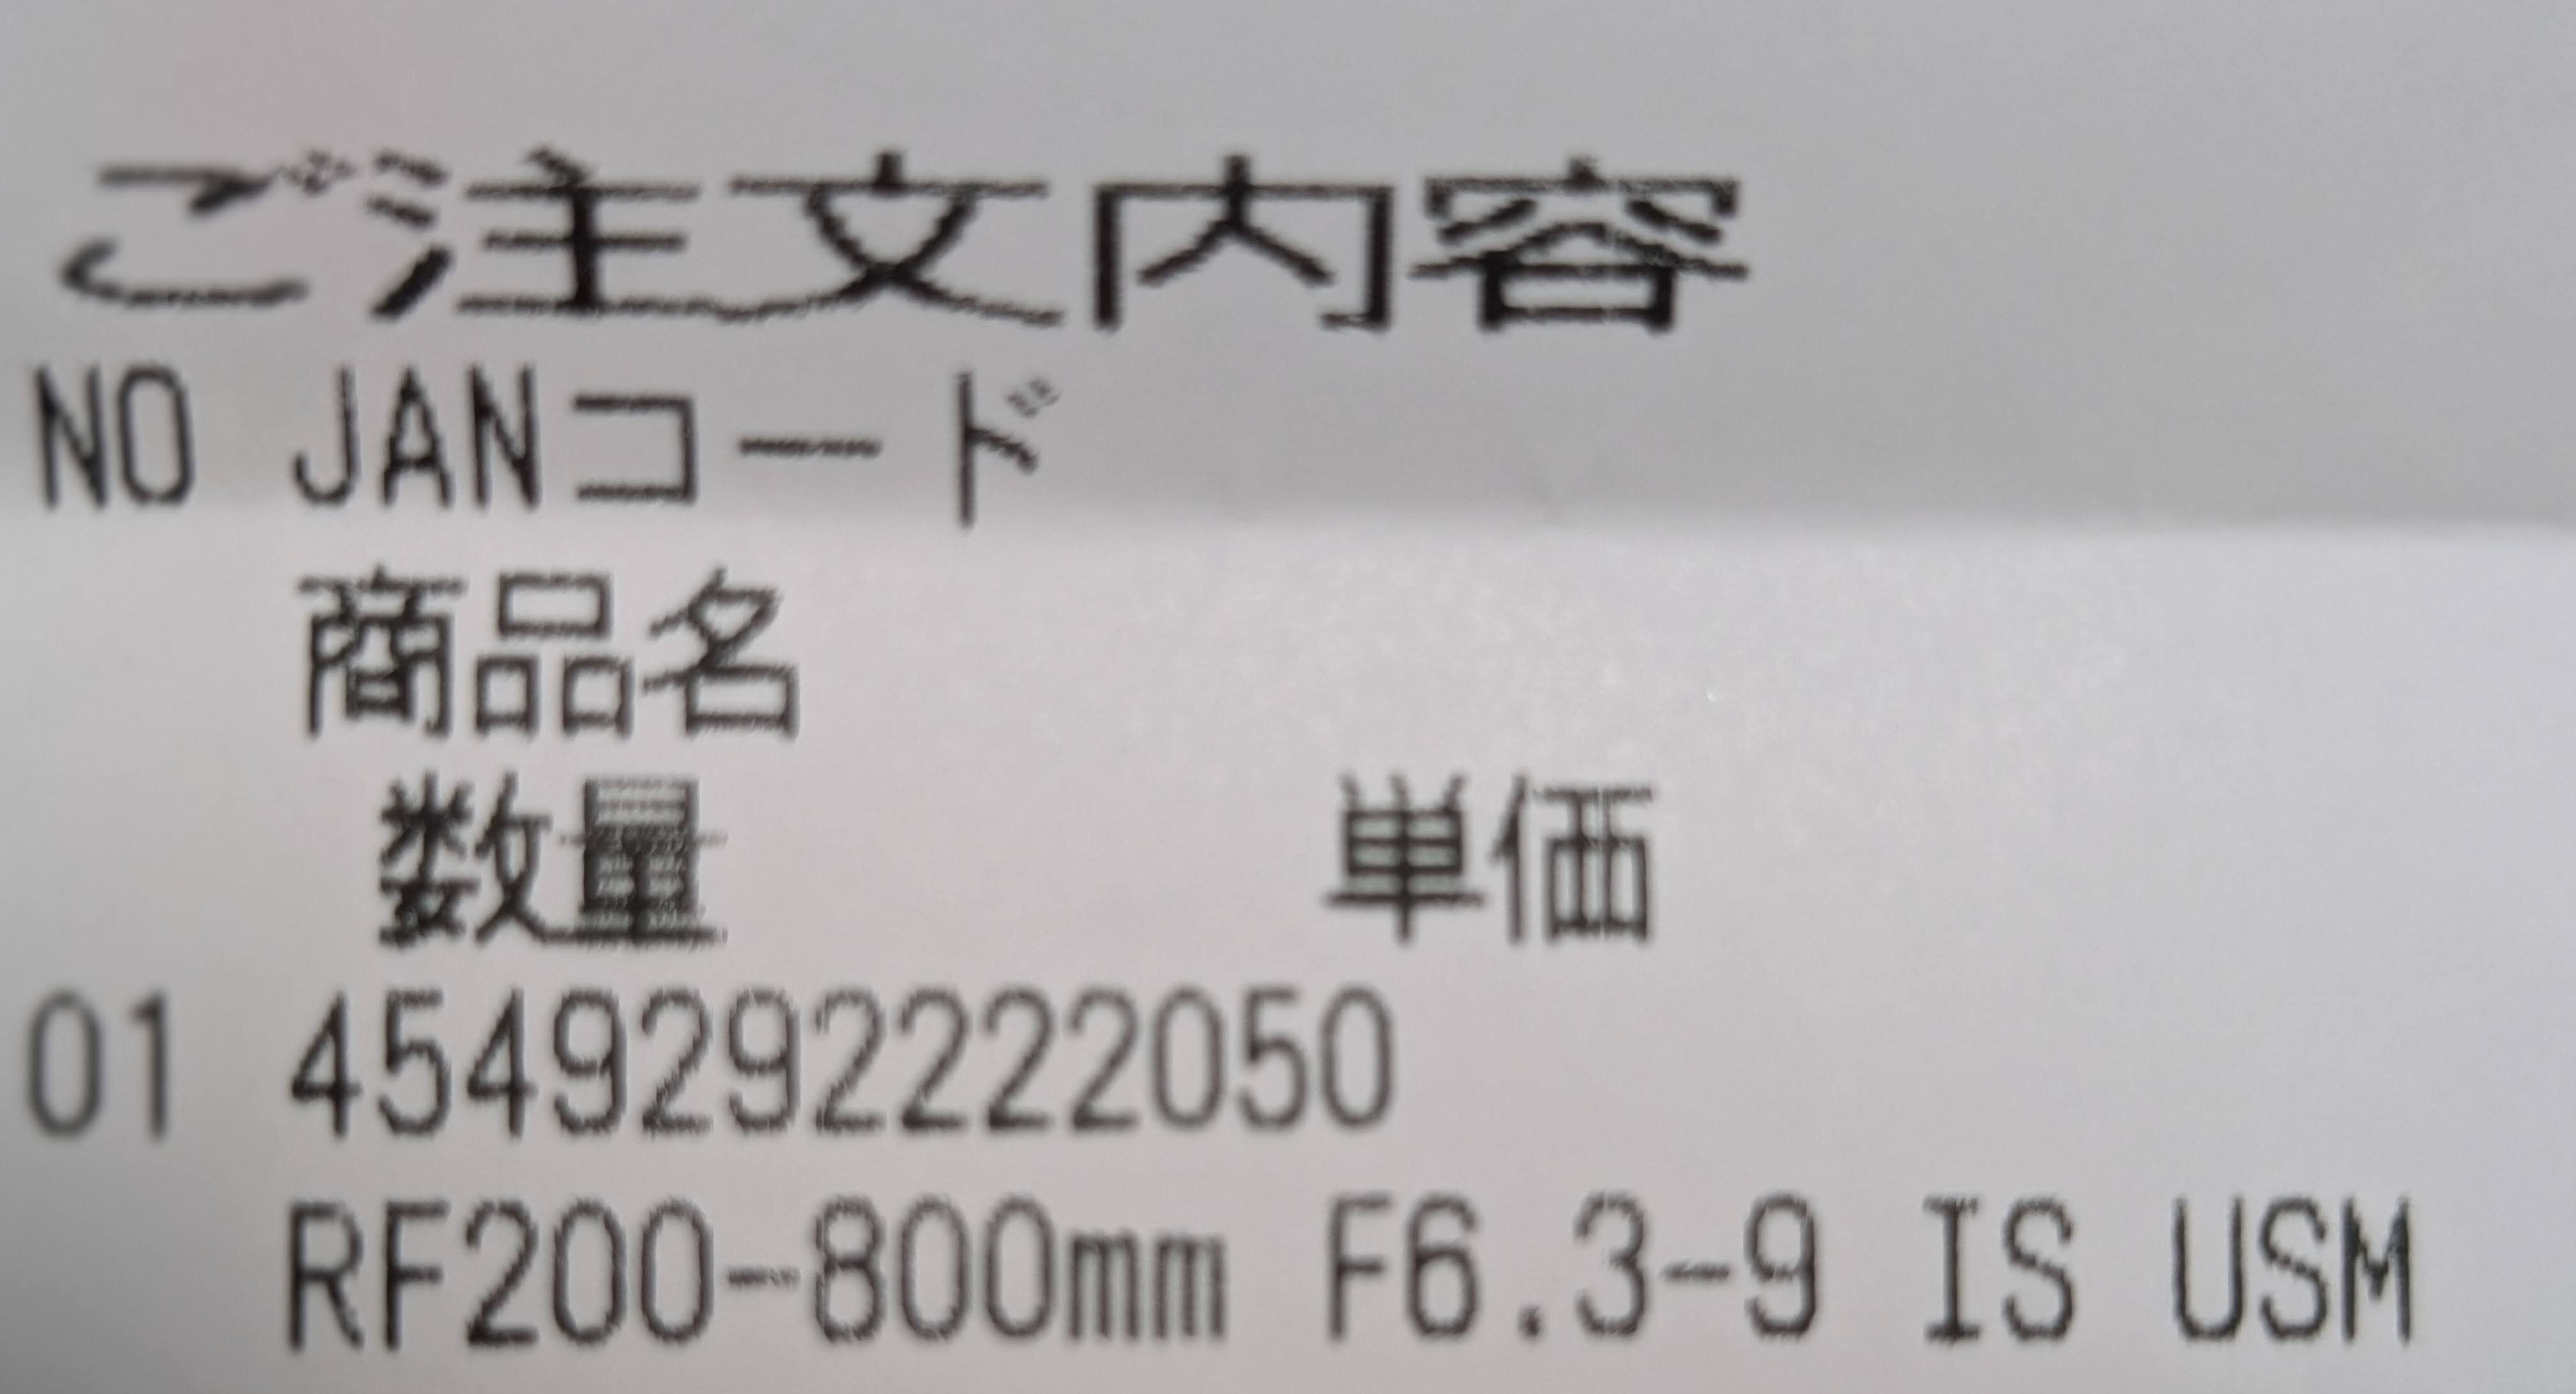 ご注文内容
NO JANコード
商品名
数量 単価
01 4549292222050
RF200-800mm F6.3-9 IS USM